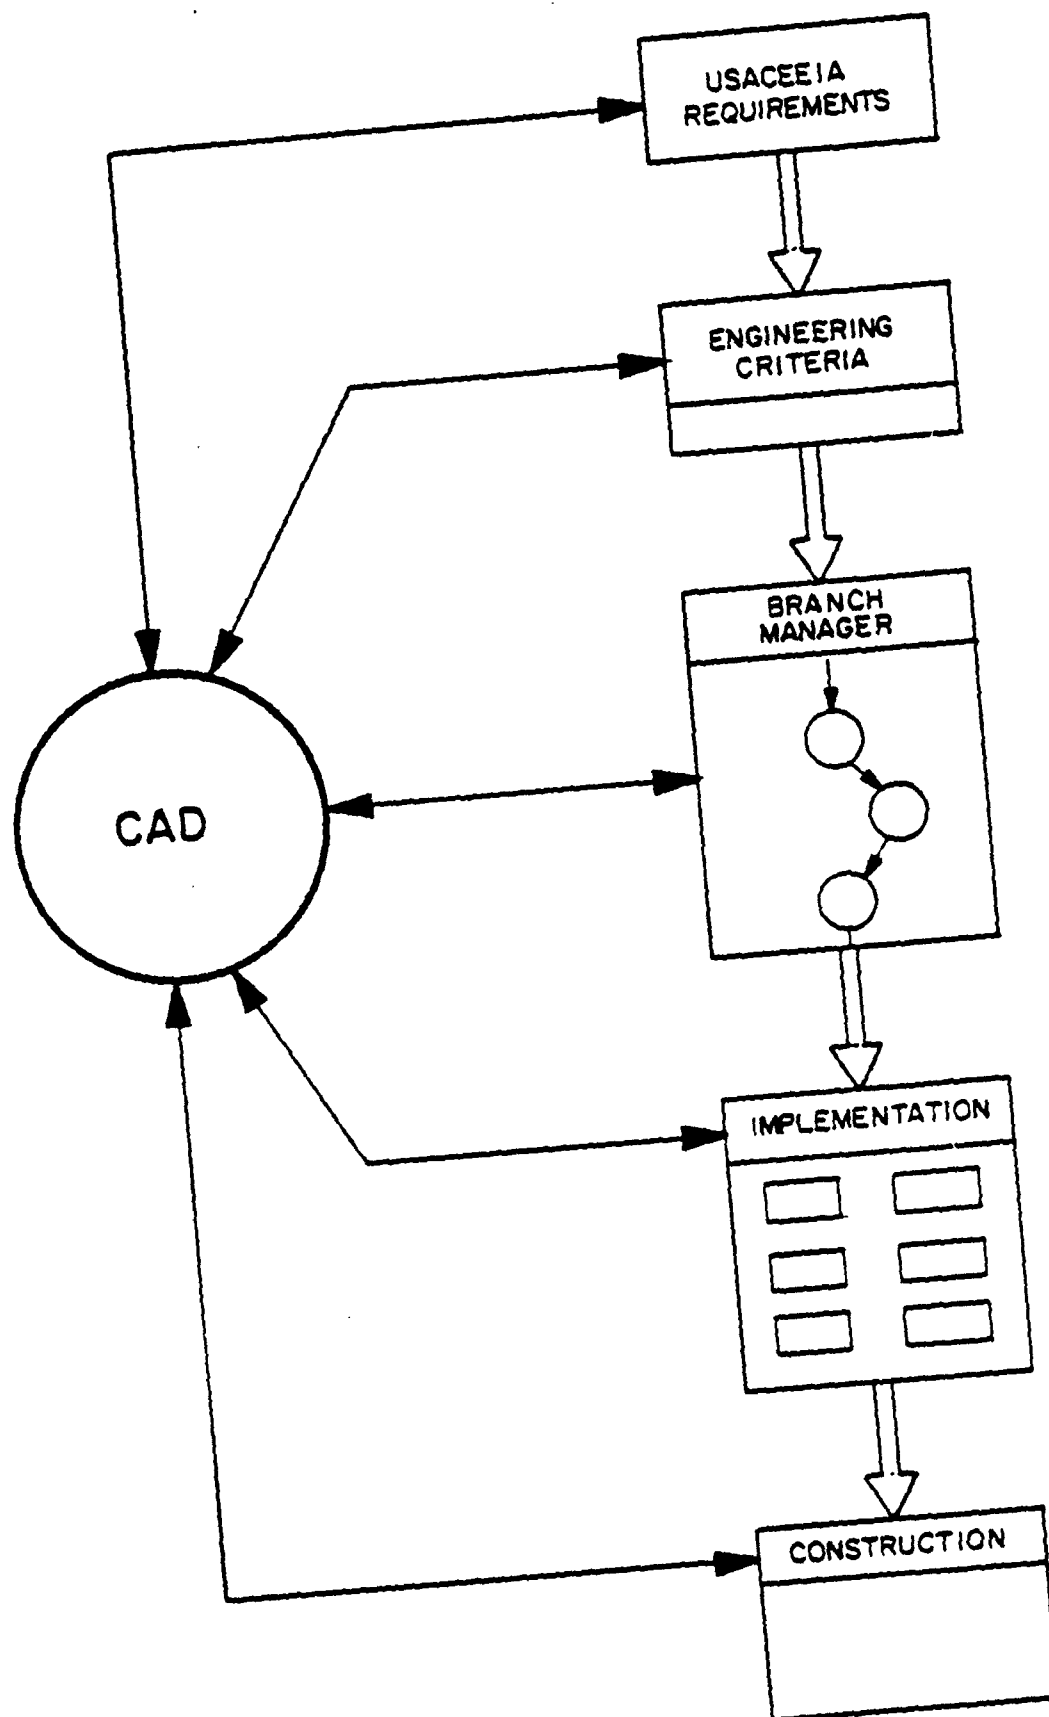 USACEEIA
REQUIREMENTS
ENGINEERING
CRITERIA
BRANCH
MANAGER
CAD
IMPLEMENTATION
CONSTRUCTION